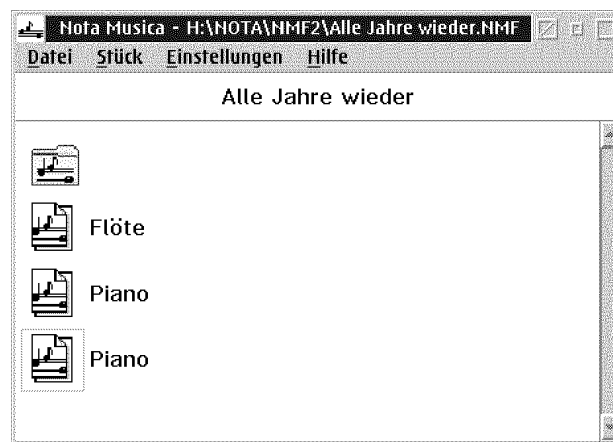 Nota Musica - H:\NOTA\NMF2\Alle Jahre wieder.NMF
Datei Stück Einstellungen Hilfe
Alle Jahre wieder
Flöte
Piano
Piano